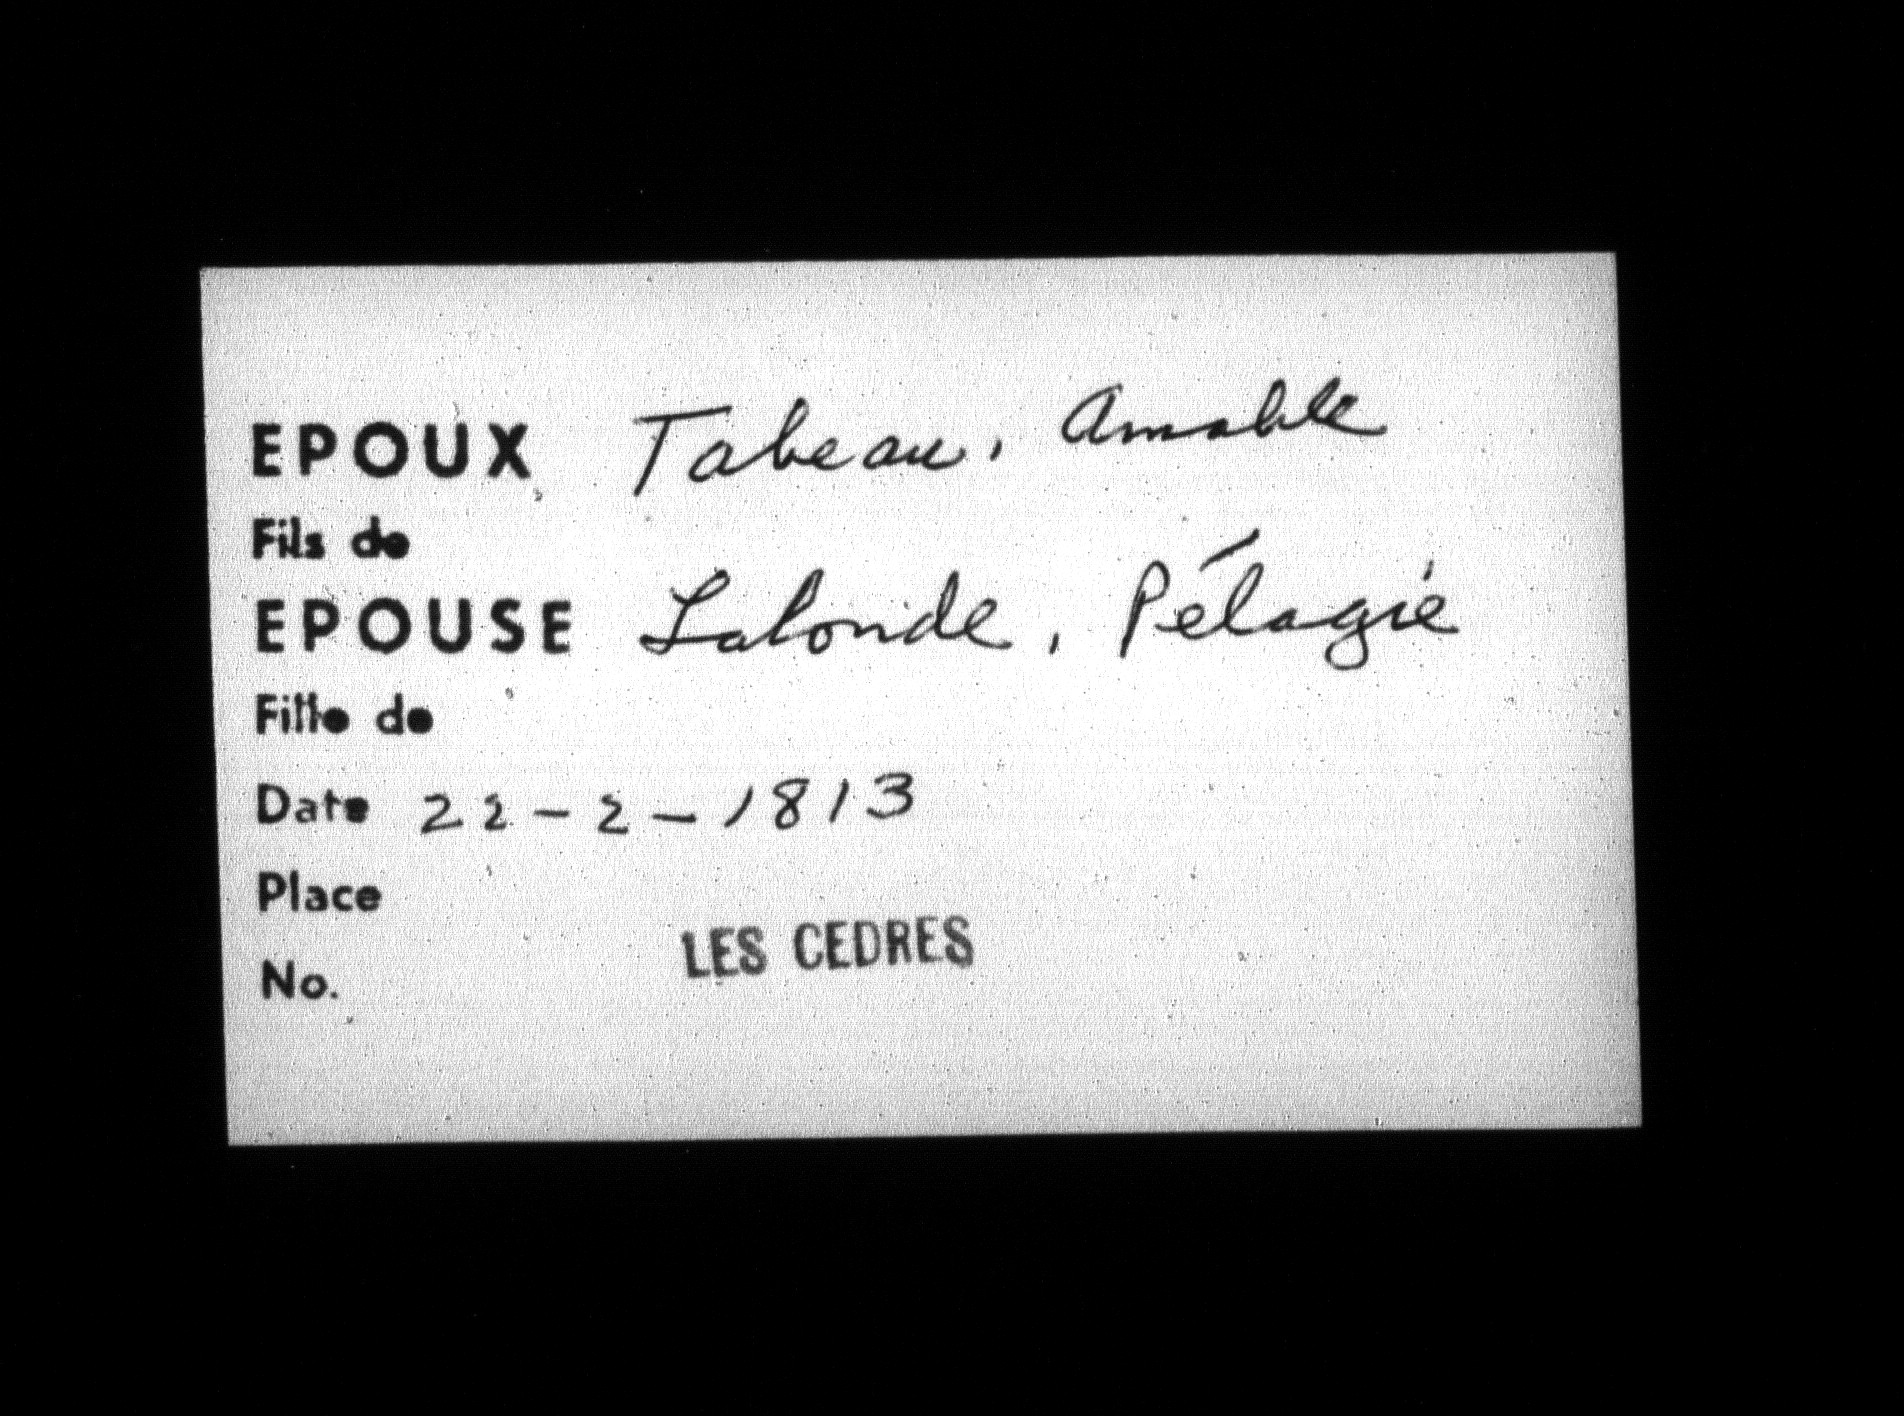 EPOUX Tabeau, Amable
Fils de
EPOUSE Lalonde, Pélagie
Fille de
Date 22-2-1813
Place
LES CEDRES
No.